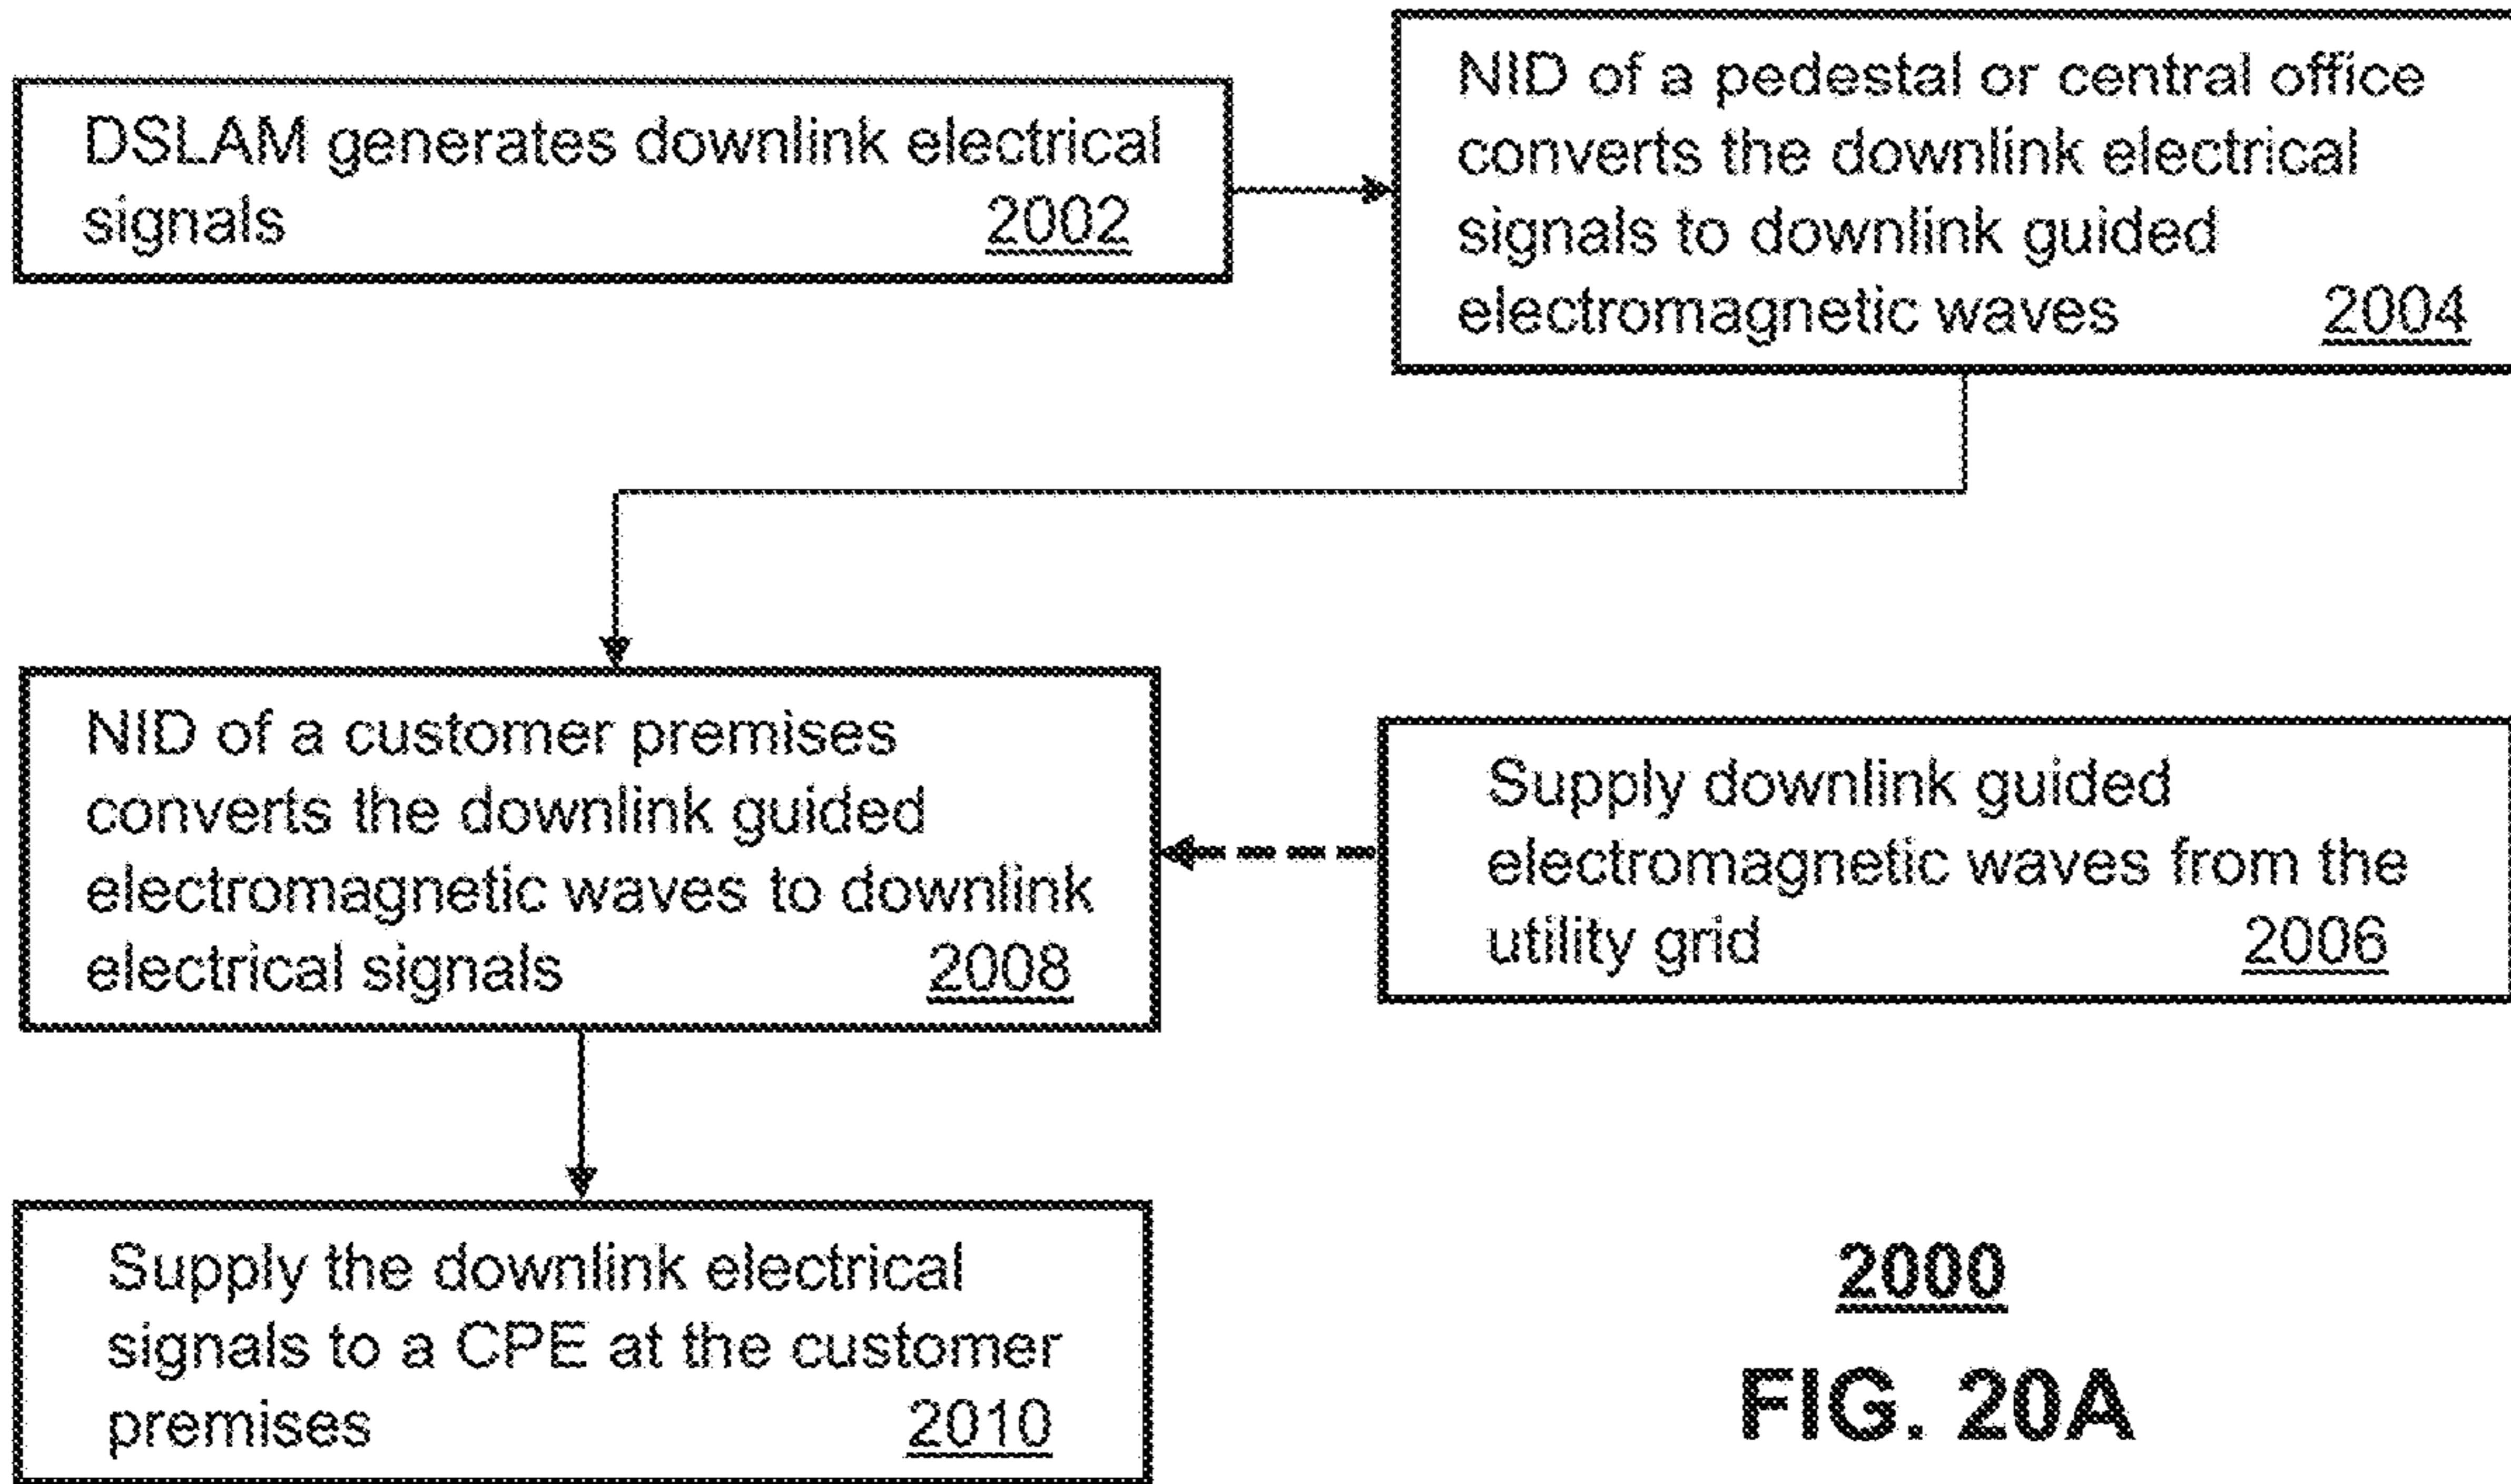 DSLAM generates downlink electrical
signals 2002
NID of a pedestal or central office
converts the downlink electrical
signals to downlink guided
electromagnetic waves 2004
NID of a customer premises
converts the downlink guided
electromagnetic waves to downlink
electrical signals 2008
Supply downlink guided
electromagnetic waves from the
utility grid 2006
Supply the downlink electrical
signals to a CPE at the customer
premises 2010
2000
FIG. 20A